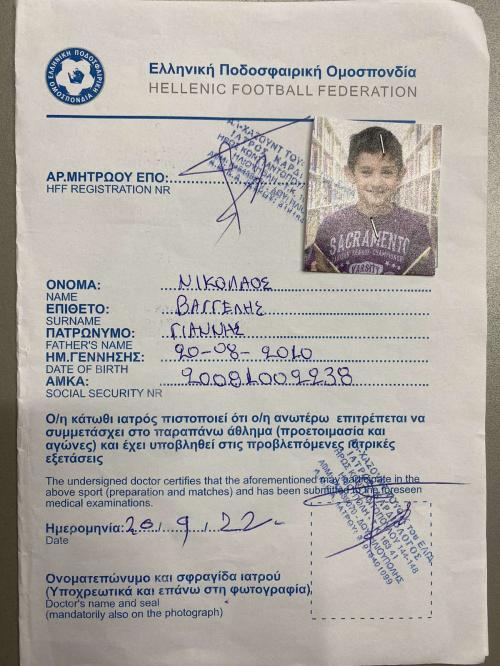 ΕΛΛΗΝΙΚΗ ΠΟΔΟΣΦΑΙΡΙΚΗ ΟΜΟΣΠΟΝΔΙΑ
Ελληνική Ποδοσφαιρική Ομοσπονδία
HELLENIC FOOTBALL FEDERATION
ΑΡ.ΜΗΤΡΩΟΥ ΕΠΟ:
HFF REGISTRATION NR
SACRAMENTO
VARSITY
ΟΝΟΜΑ: ΝΙΚΟΛΑΟΣ
NAME
ΕΠΙΘΕΤΟ: ΒΑΓΓΕΛΗΣ
SURNAME
ΠΑΤΡΩΝΥΜΟ: ΓΙΑΝΝΗΣ
FATHER'S NAME
ΗΜ.ΓΕΝΝΗΣΗΣ: 20-08-2010
DATE OF BIRTH
ΑΜΚΑ: 20081002238
SOCIAL SECURITY NR
Ο/η κάτωθι ιατρός πιστοποιεί ότι ο/η ανωτέρω επιτρέπεται να
συμμετάσχει στο παραπάνω άθλημα (προετοιμασία και
αγώνες) και έχει υποβληθεί στις προβλεπόμενες ιατρικές
εξετάσεις
The undersigned doctor certifies that the aforementioned may participate in the
above sport (preparation and matches) and has been submitted to the foreseen
medical examinations.
Ημερομηνία: 20/9/22
Date
Ονοματεπώνυμο και σφραγίδα ιατρού
(Υποχρεωτικά και επάνω στη φωτογραφία)
Doctor's name and seal
(mandatorily also on the photograph)